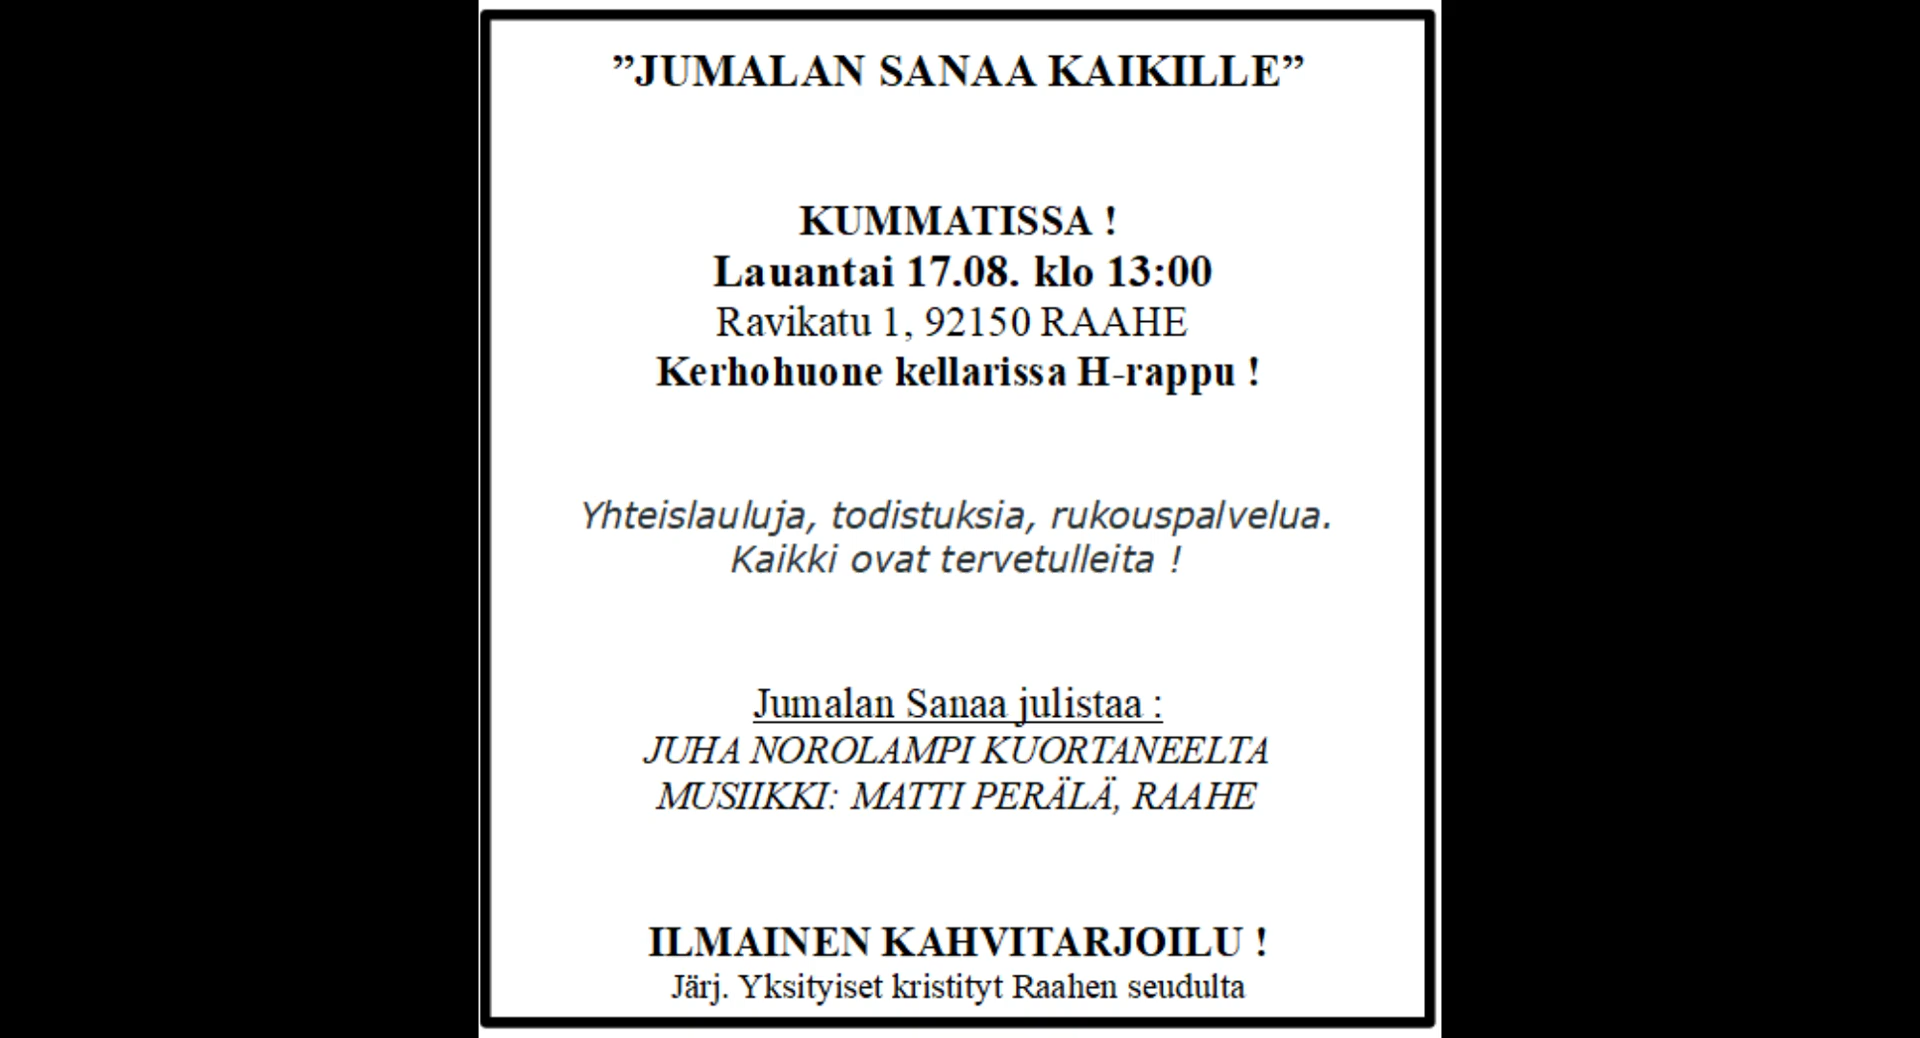 ”JUMALAN SANAA KAIKILLE”
KUMMATISSA !
Lauantai 17.08. klo 13:00
Ravikatu 1, 92150 RAAHE
Kerhohuone kellarissa H-rappu !
Yhteislauluja, todistuksia, rukouspalvelua.
Kaikki ovat tervetulleita !
Jumalan Sanaa julistaa :
JUHA NOROLAMPI KUORTANEELTA
MUSIIKKI: MATTI PERÄLÄ, RAAHE
ILMAINEN KAHVITARJOILU !
Järj. Yksityiset kristityt Raahen seudulta